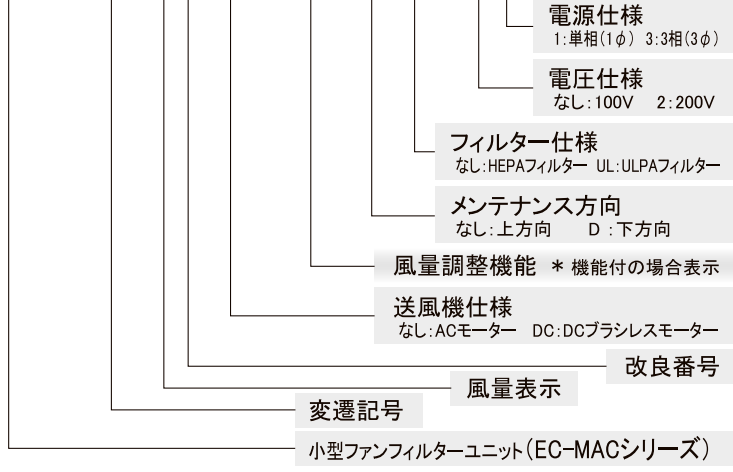 電源仕様
1:単相(1φ) 3:3相(3φ)
電圧仕様
なし:100V 2:200V
フィルター仕様
なし:HEPAフィルター UL:ULPAフィルター
メンテナンス方向
なし:上方向 D:下方向
風量調整機能 *機能付の場合表示
送風機仕様
なし:ACモーター DC:DCブラシレスモーター
改良番号
風量表示
変遷記号
小型ファンフィルターユニット(EC-MACシリーズ)